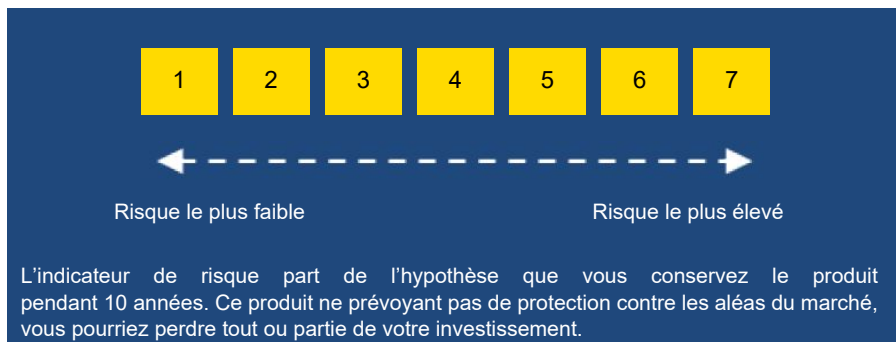 1 2 3 4 5 6 7
Risque le plus faible Risque le plus élevé
L’indicateur de risque part de l’hypothèse que vous conservez le produit
pendant 10 années. Ce produit ne prévoyant pas de protection contre les aléas du marché,
vous pourriez perdre tout ou partie de votre investissement.